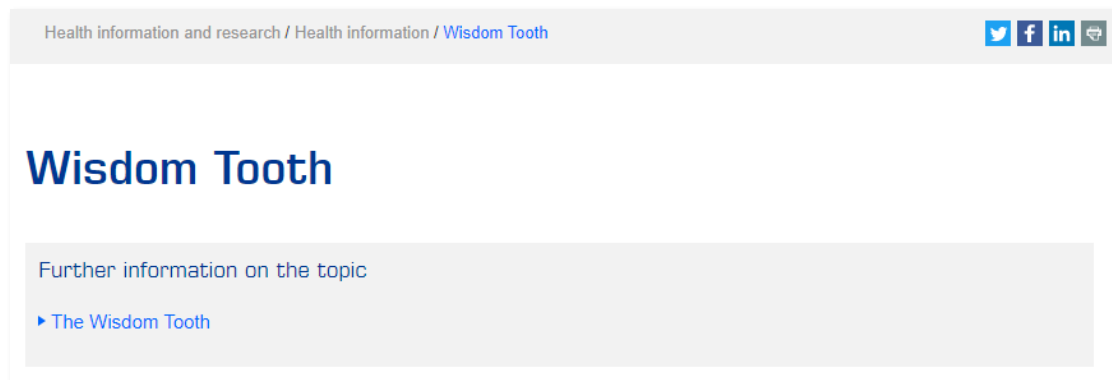 Health information and research / Health information / Wisdom Tooth
Wisdom Tooth
Further information on the topic
The Wisdom Tooth